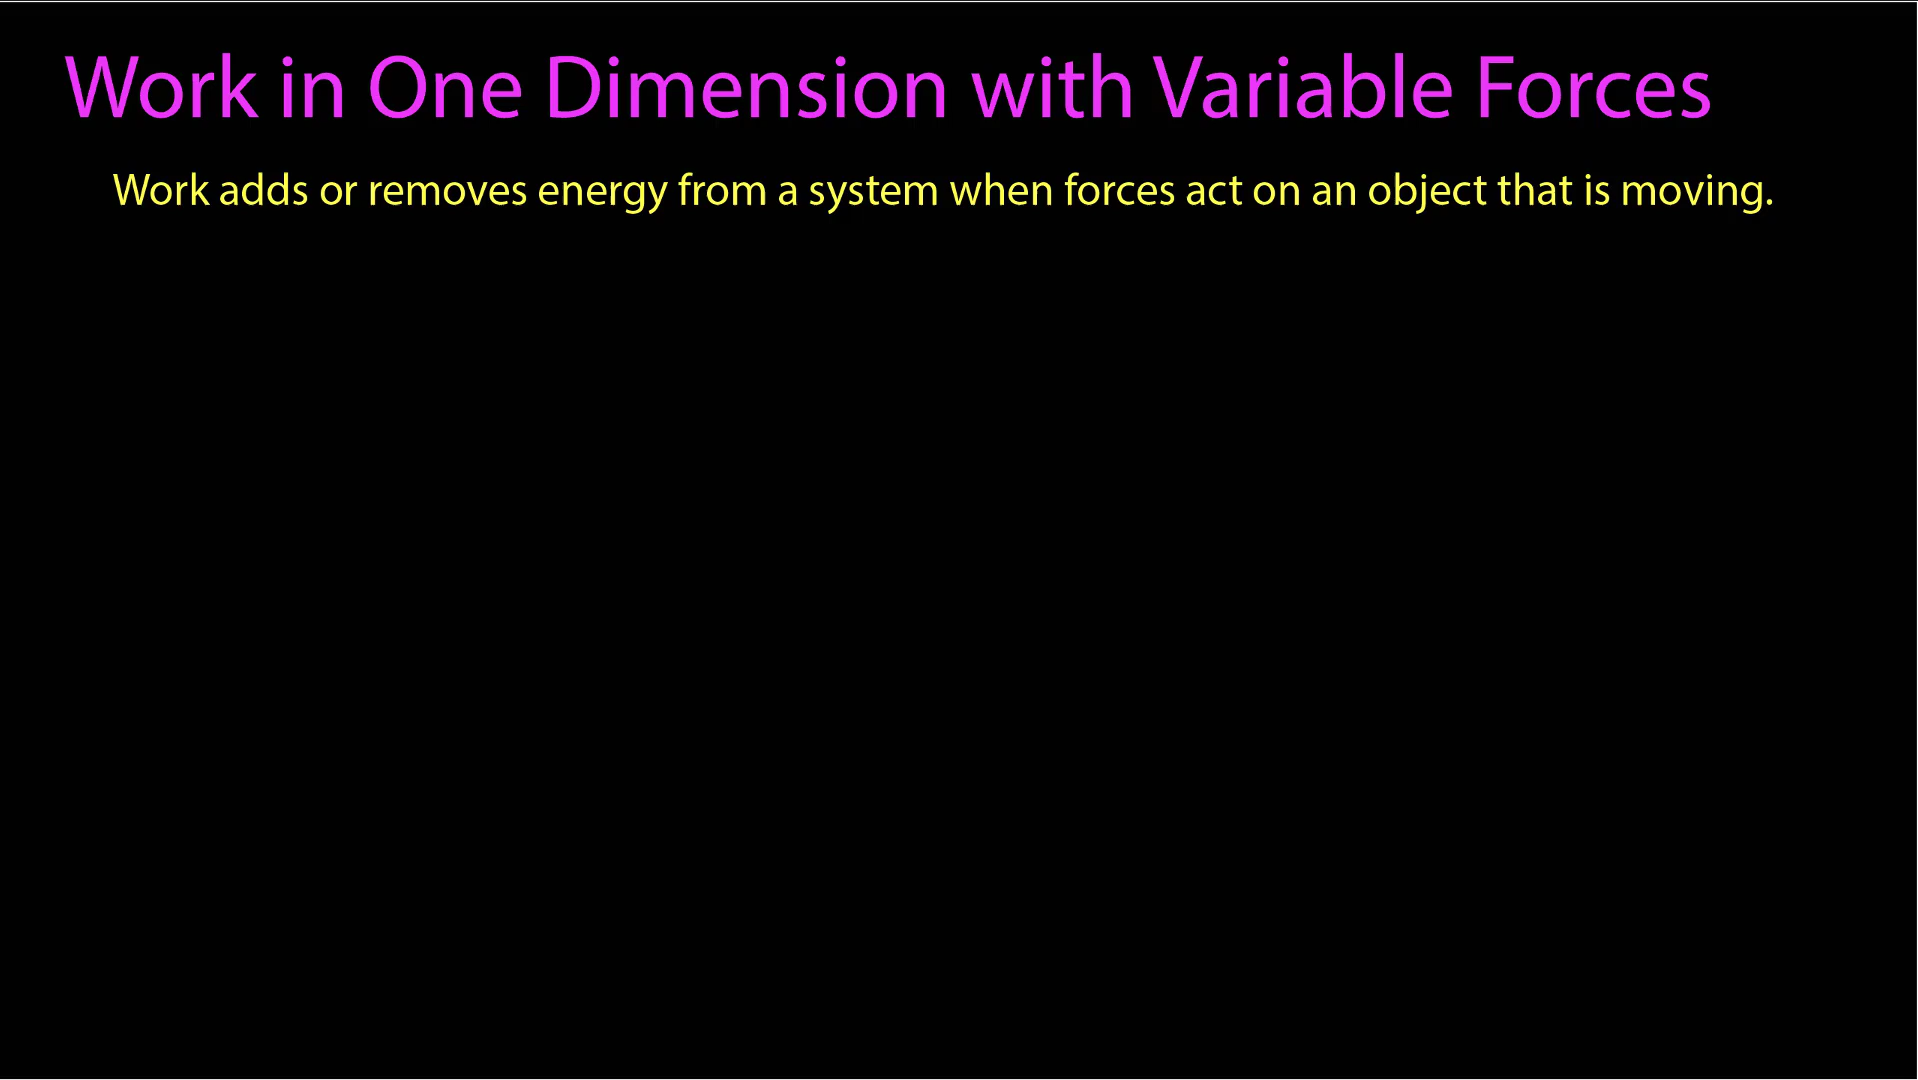 Work in One Dimension with Variable Forces
Work adds or removes energy from a system when forces act on an object that is moving.